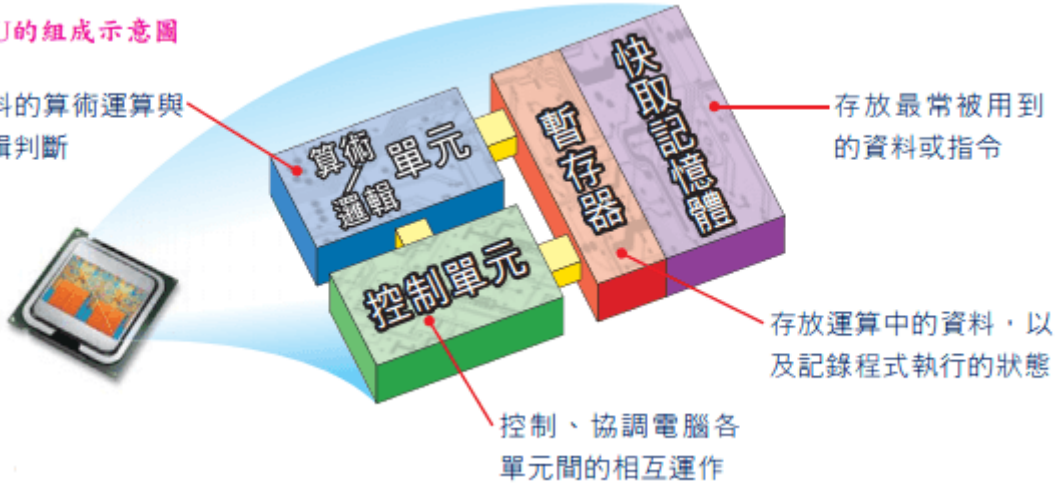 U的組成示意圖
料的算術運算與
輯判斷
算術
/
邏輯
單元
控制單元
暫存器
快取記憶體
存放最常被用到
的資料或指令
存放運算中的資料，以
及記錄程式執行的狀態
控制、協調電腦各
單元間的相互運作